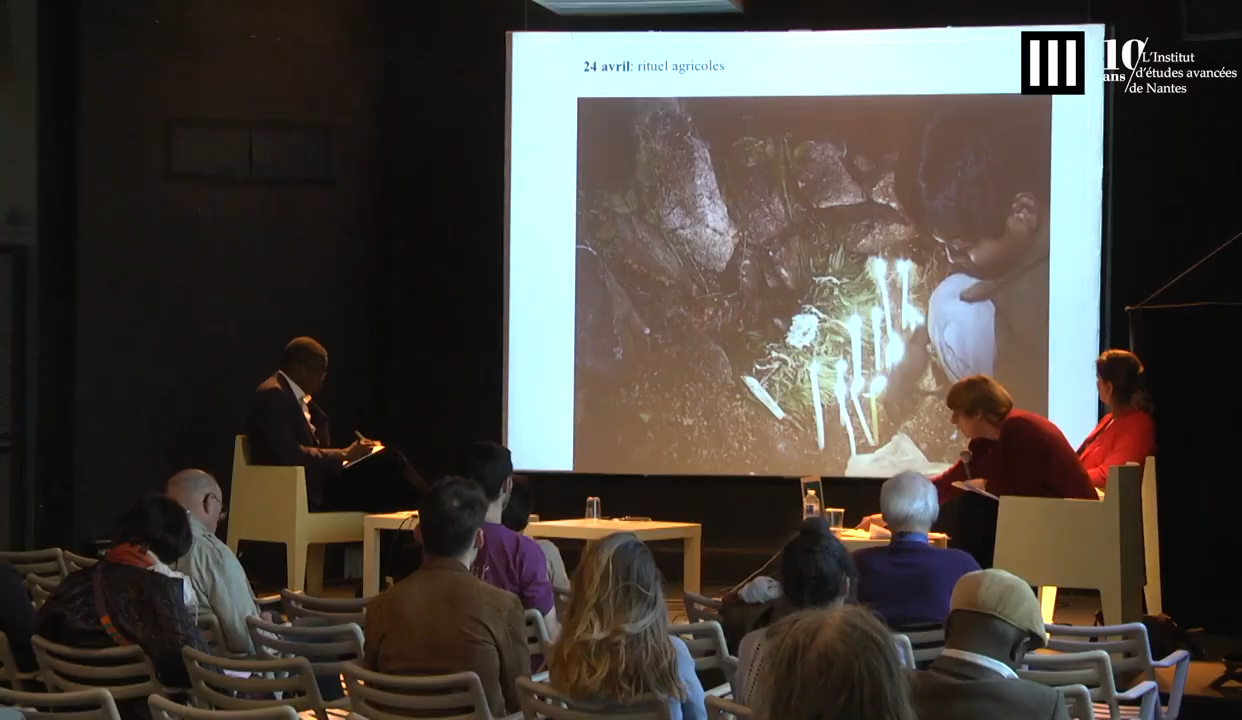 24 avril: rituel agricoles
10 ans
L'Institut
d'études avancées
de Nantes